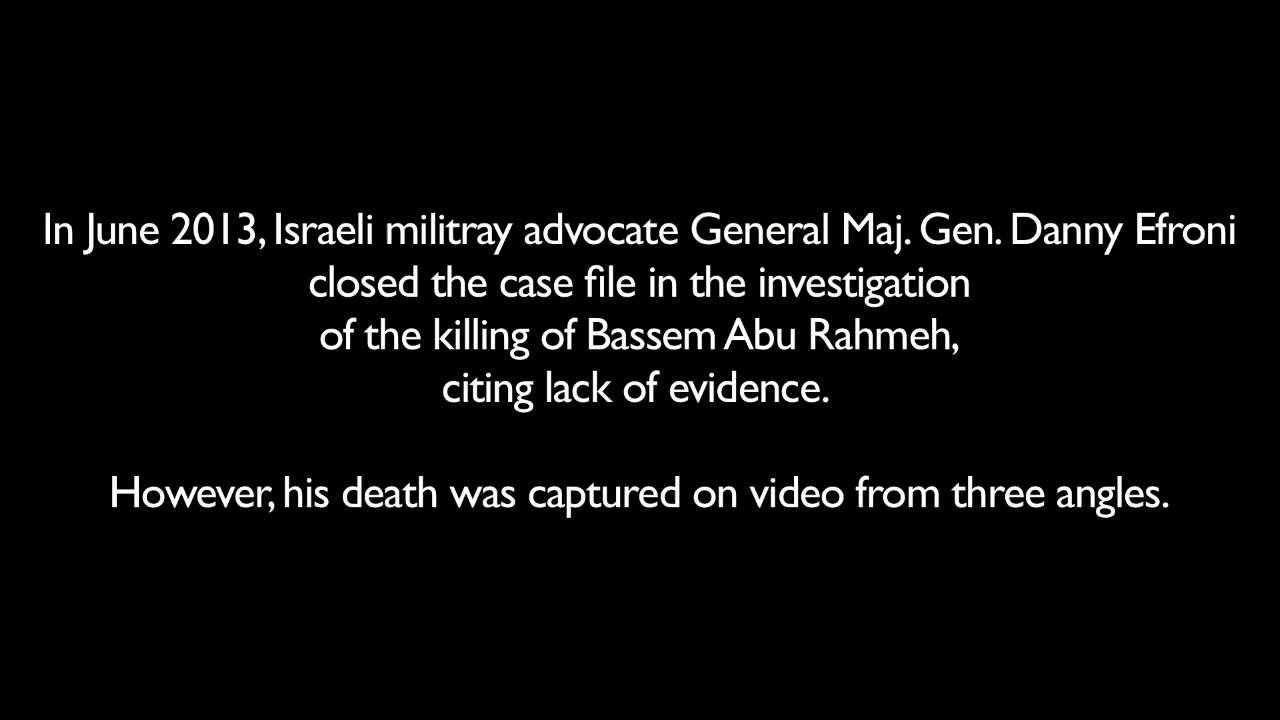 In June 2013, Israeli militray advocate General Maj. Gen. Danny Efroni
closed the case file in the investigation
of the killing of Bassem Abu Rahmeh,
citing lack of evidence.
However, his death was captured on video from three angles.